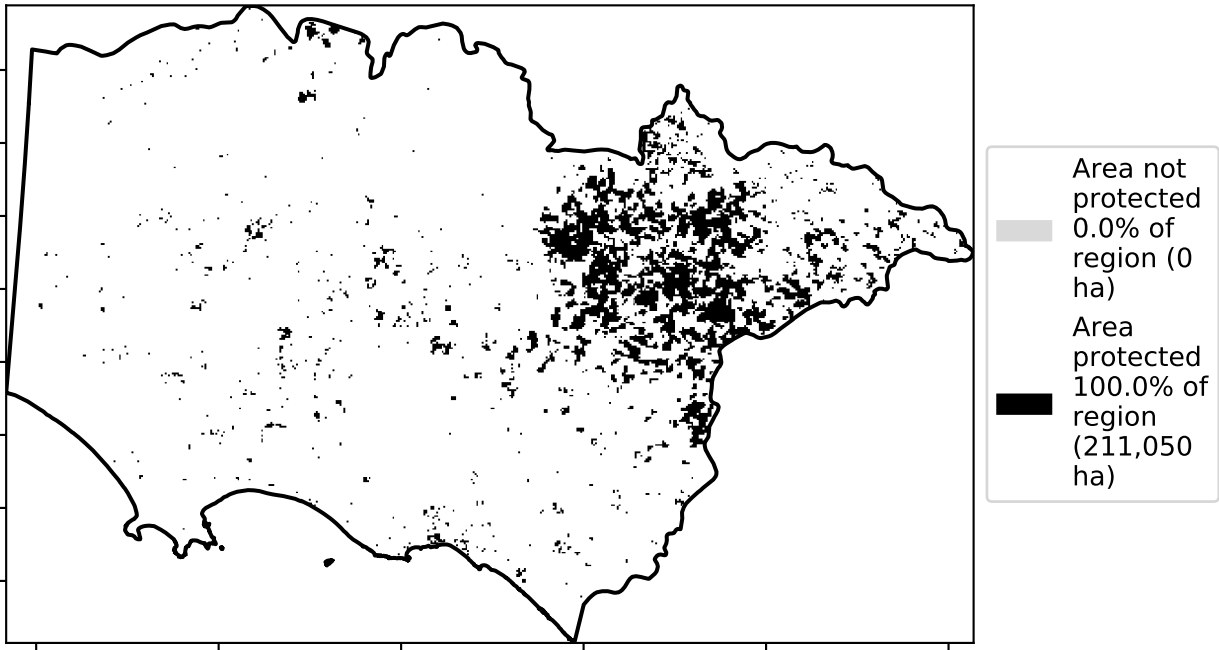 Area not
protected
0.0% of
region (0
ha)
Area
protected
100.0% of
region
(211,050
ha)